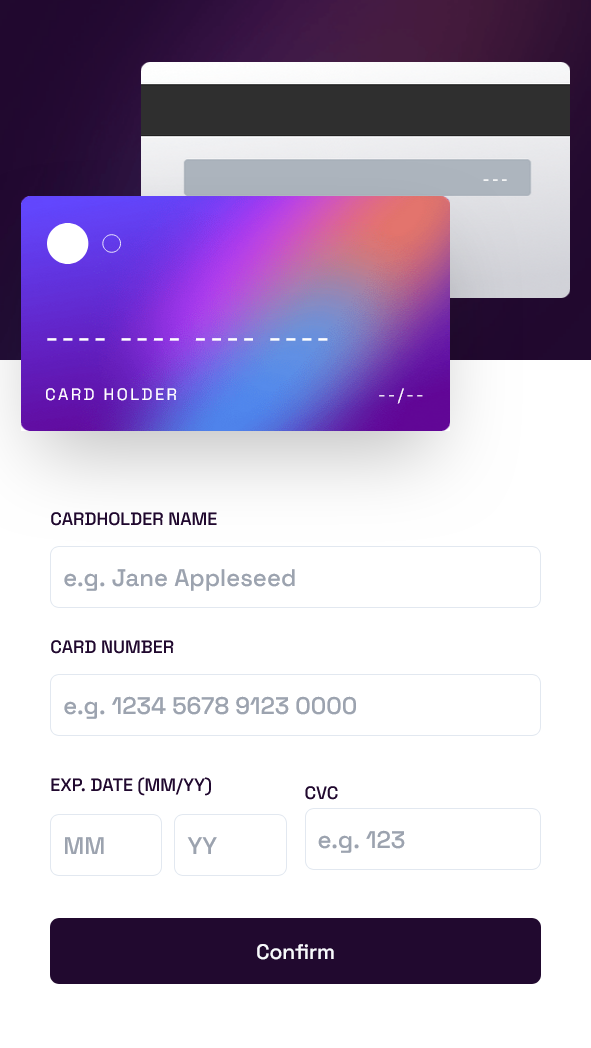 ---
---- ---- ---- ----
CARD HOLDER
--/--
CARDHOLDER NAME
e.g. Jane Appleseed
CARD NUMBER
e.g. 1234 5678 9123 0000
EXP. DATE (MM/YY)
CVC
MM
YY
e.g. 123
Confirm